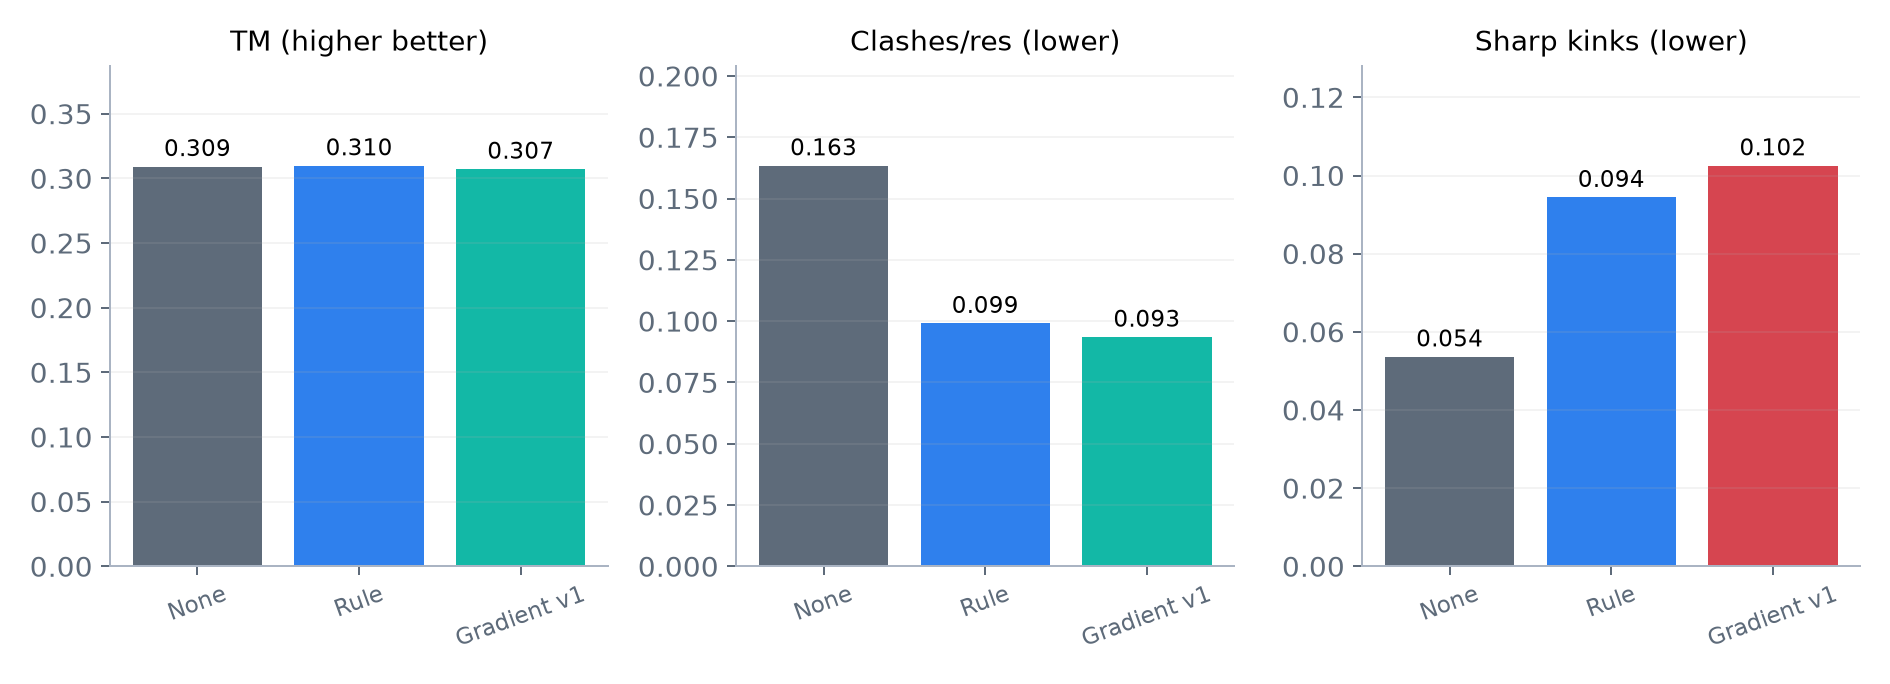 TM (higher better)
0.35
0.30
0.25
0.20
0.15
0.10
0.05
0.00
0.309
0.310
0.307
None
Rule
Gradient v1
Clashes/res (lower)
0.200
0.175
0.150
0.125
0.100
0.075
0.050
0.025
0.000
0.163
0.099
0.093
None
Rule
Gradient v1
Sharp kinks (lower)
0.12
0.10
0.08
0.06
0.04
0.02
0.00
0.054
0.094
0.102
None
Rule
Gradient v1